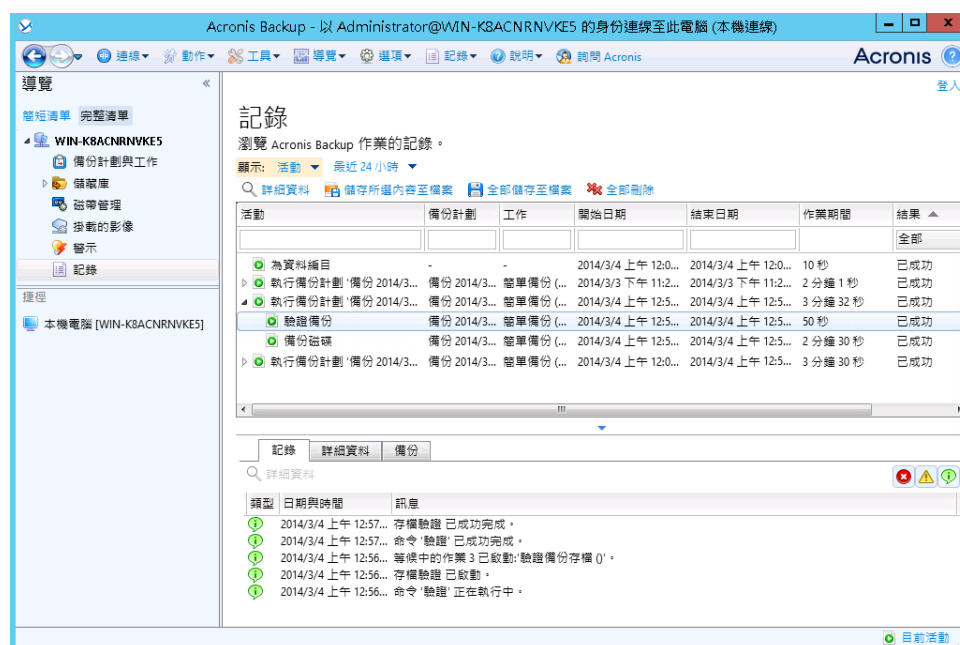 Acronis Backup - 以 Administrator@WIN-K8ACNRNVKE5 的身份連線至此電腦 (本機連線)
連線 動作 工具 導覽 選項 記錄 說明 詢問 Acronis Acronis
導覽
登入
簡短清單 完整清單
WIN-K8ACNRNVKE5
備份計劃與工作
儲藏庫
磁帶管理
掛載的影像
警示
記錄
捷徑
本機電腦 [WIN-K8ACNRNVKE5]
記錄
瀏覽 Acronis Backup 作業的記錄。
顯示: 活動 最近 24 小時
詳細資料 儲存所選內容至檔案 全部儲存至檔案 全部刪除
活動 備份計劃 工作 開始日期 結束日期 作業期間 結果
全部
為資料編目 - - 2014/3/4 上午 12:0... 2014/3/4 上午 12:0... 10 秒 已成功
執行備份計劃 '備份 2014/3... 備份 2014/3... 簡單備份 (... 2014/3/3 下午 11:2... 2014/3/3 下午 11:2... 2 分鐘 1 秒 已成功
執行備份計劃 '備份 2014/3... 備份 2014/3... 簡單備份 (... 2014/3/4 上午 12:5... 2014/3/4 上午 12:5... 3 分鐘 32 秒 已成功
驗證備份 備份 2014/3... 簡單備份 (... 2014/3/4 上午 12:5... 2014/3/4 上午 12:5... 50 秒 已成功
備份磁碟 備份 2014/3... 簡單備份 (... 2014/3/4 上午 12:5... 2014/3/4 上午 12:5... 2 分鐘 30 秒 已成功
執行備份計劃 '備份 2014/3... 備份 2014/3... 簡單備份 (... 2014/3/4 上午 12:0... 2014/3/4 上午 12:5... 3 分鐘 30 秒 已成功
記錄 詳細資料 備份
詳細資料
類型 日期與時間 訊息
2014/3/4 上午 12:57... 存檔驗證 已成功完成。
2014/3/4 上午 12:57... 命令 '驗證' 已成功完成。
2014/3/4 上午 12:56... 等候中的作業 3 已啟動:'驗證備份存檔 ()'。
2014/3/4 上午 12:56... 存檔驗證 已啟動。
2014/3/4 上午 12:56... 命令 '驗證' 正在執行中。
目前活動